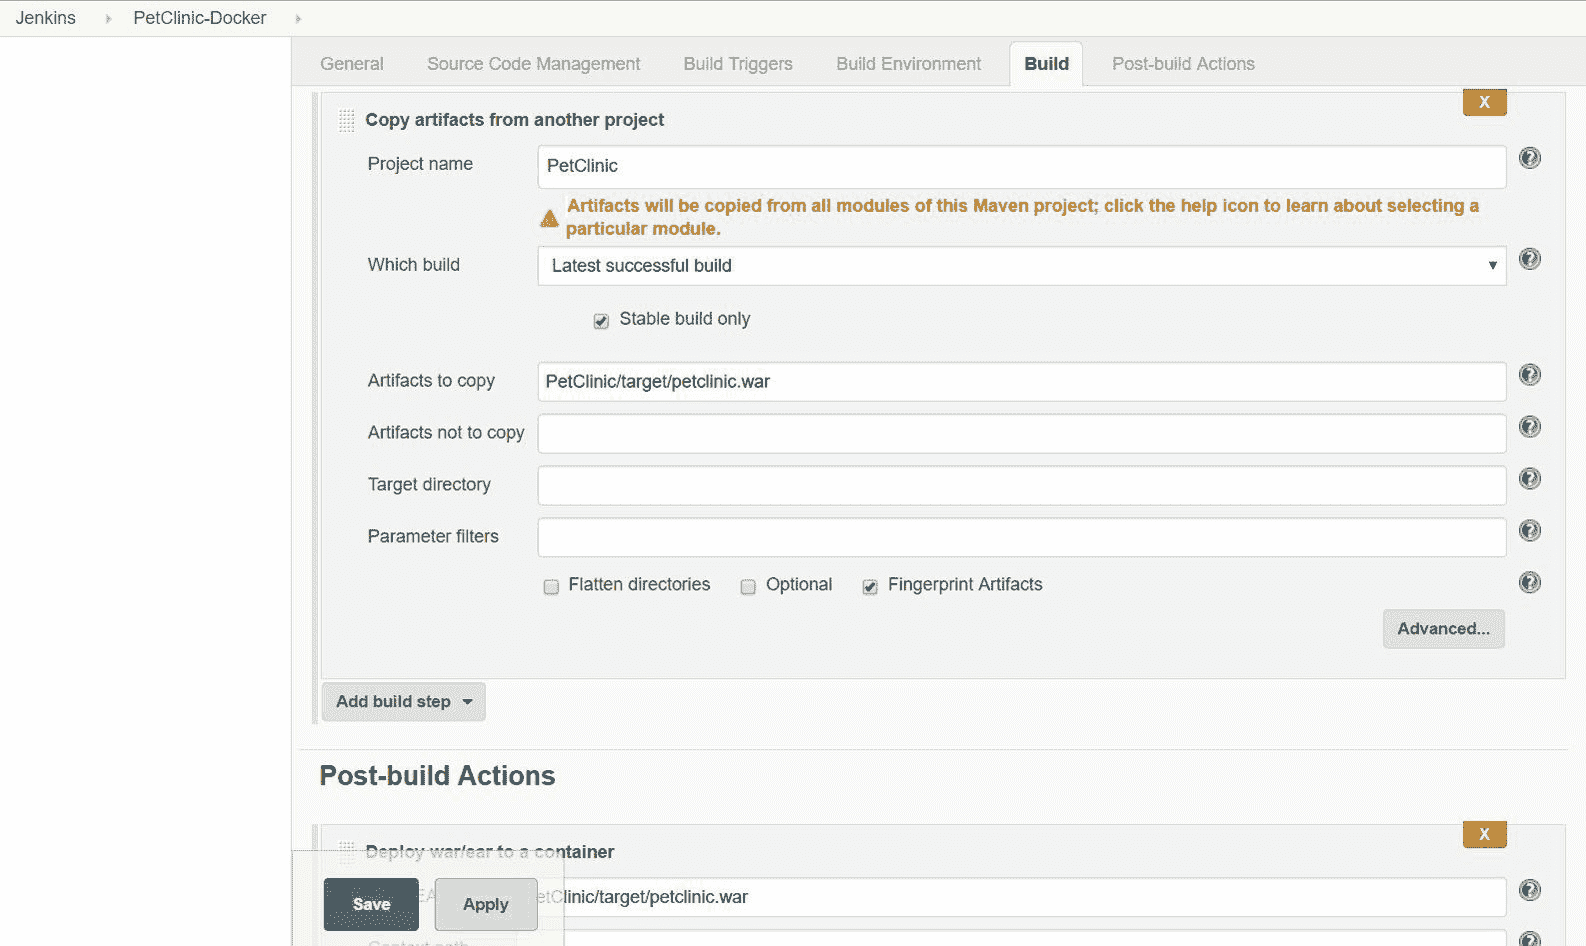 Jenkins PetClinic-Docker
General Source Code Management Build Triggers Build Environment Build Post-build Actions
X
Copy artifacts from another project
Project name PetClinic
Artifacts will be copied from all modules of this Maven project; click the help icon to learn about selecting a
particular module.
Which build Latest successful build
Stable build only
Artifacts to copy PetClinic/target/petclinic.war
Artifacts not to copy
Target directory
Parameter filters
Flatten directories Optional Fingerprint Artifacts
Advanced...
Add build step
Post-build Actions
X
Deploy war/ear to a container
EA etClinic/target/petclinic.war
Save Apply
Context path